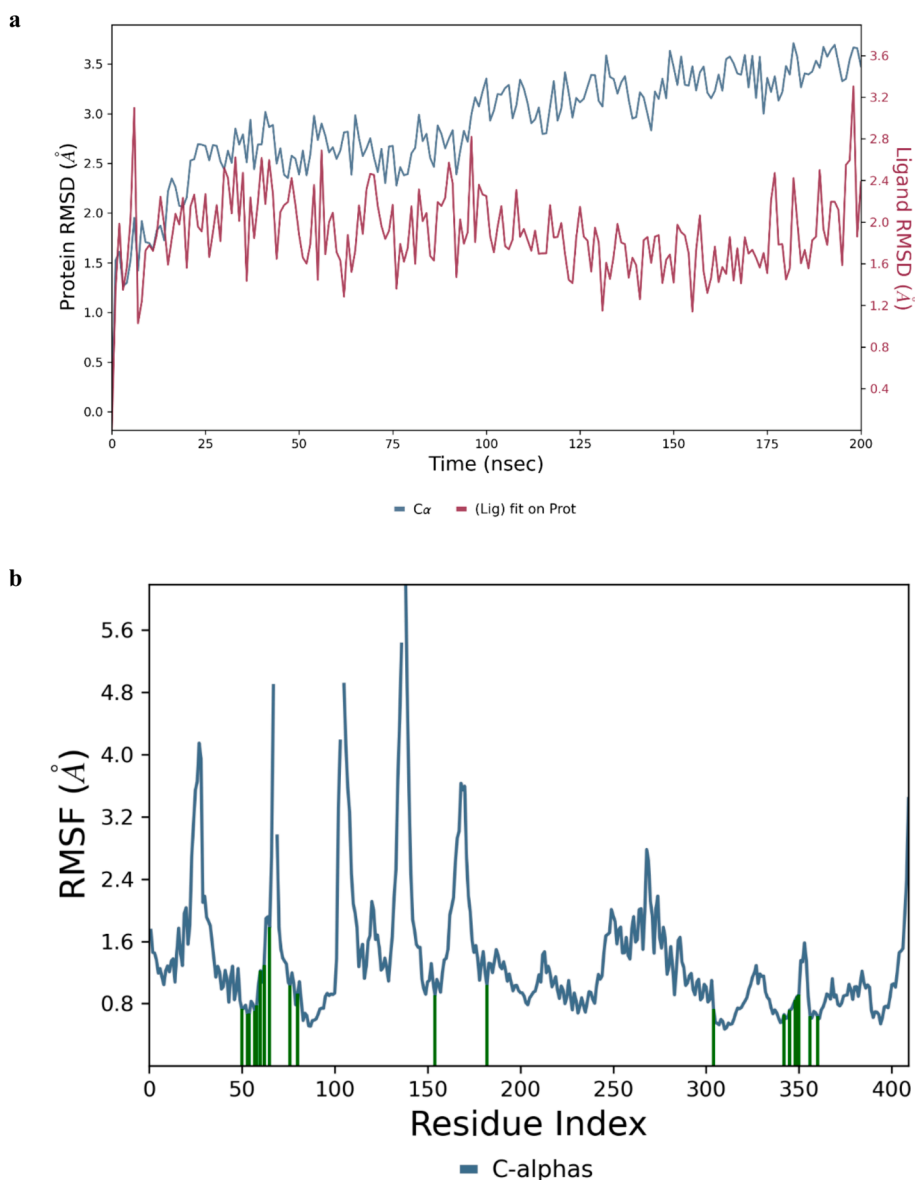 a
3.5
3.0
2.5
2.0
1.5
1.0
0.5
0.0
Protein RMSD (Å)
3.6
3.2
2.8
2.4
2.0
1.6
1.2
0.8
0.4
Ligand RMSD (Å)
0 25 50 75 100 125 150 175 200
Time (nsec)
Cα (Lig) fit on Prot
b
5.6
4.8
4.0
3.2
2.4
1.6
0.8
RMSF (Å)
0 50 100 150 200 250 300 350 400
Residue Index
C-alphas